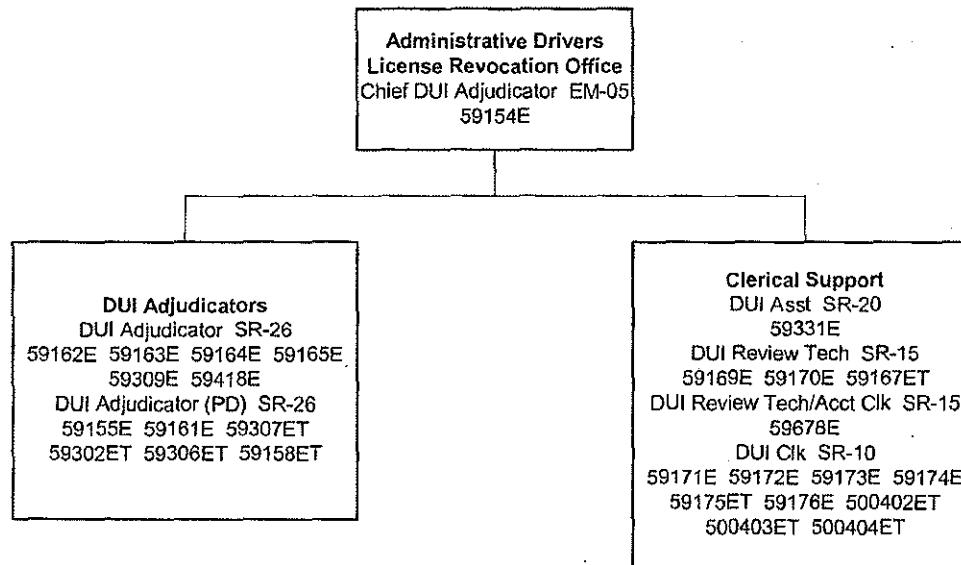 Administrative Drivers
License Revocation Office
Chief DUI Adjudicator EM-05
59154E
DUI Adjudicators
DUI Adjudicator SR-26
59162E 59163E 59164E 59165E
59309E 59418E
DUI Adjudicator (PD) SR-26
59155E 59161E 59307ET
59302ET 59306ET 59158ET
Clerical Support
DUI Asst SR-20
59331E
DUI Review Tech SR-15
59169E 59170E 59167ET
DUI Review Tech/Acct Clk SR-15
59678E
DUI Clk SR-10
59171E 59172E 59173E 59174E
59175ET 59176E 500402ET
500403ET 500404ET